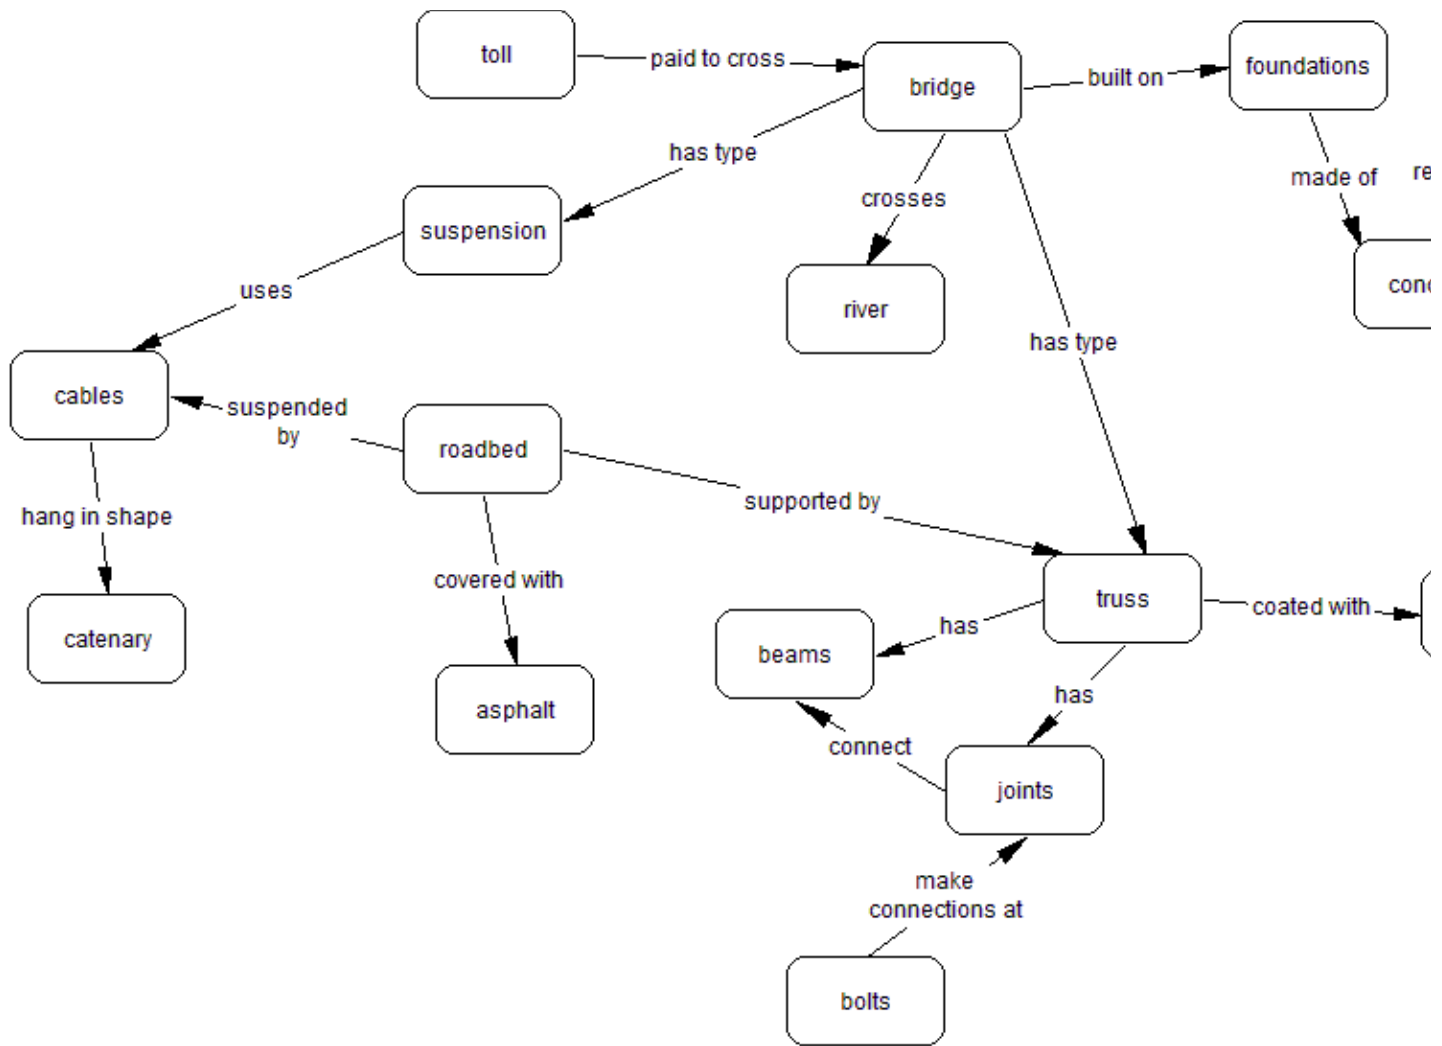 toll
paid to cross
bridge
built on
foundations
has type
made of
re
crosses
suspension
conc
uses
river
has type
cables
suspended
by
roadbed
supported by
hang in shape
covered with
truss
coated with
catenary
has
beams
asphalt
has
connect
joints
make
connections at
bolts